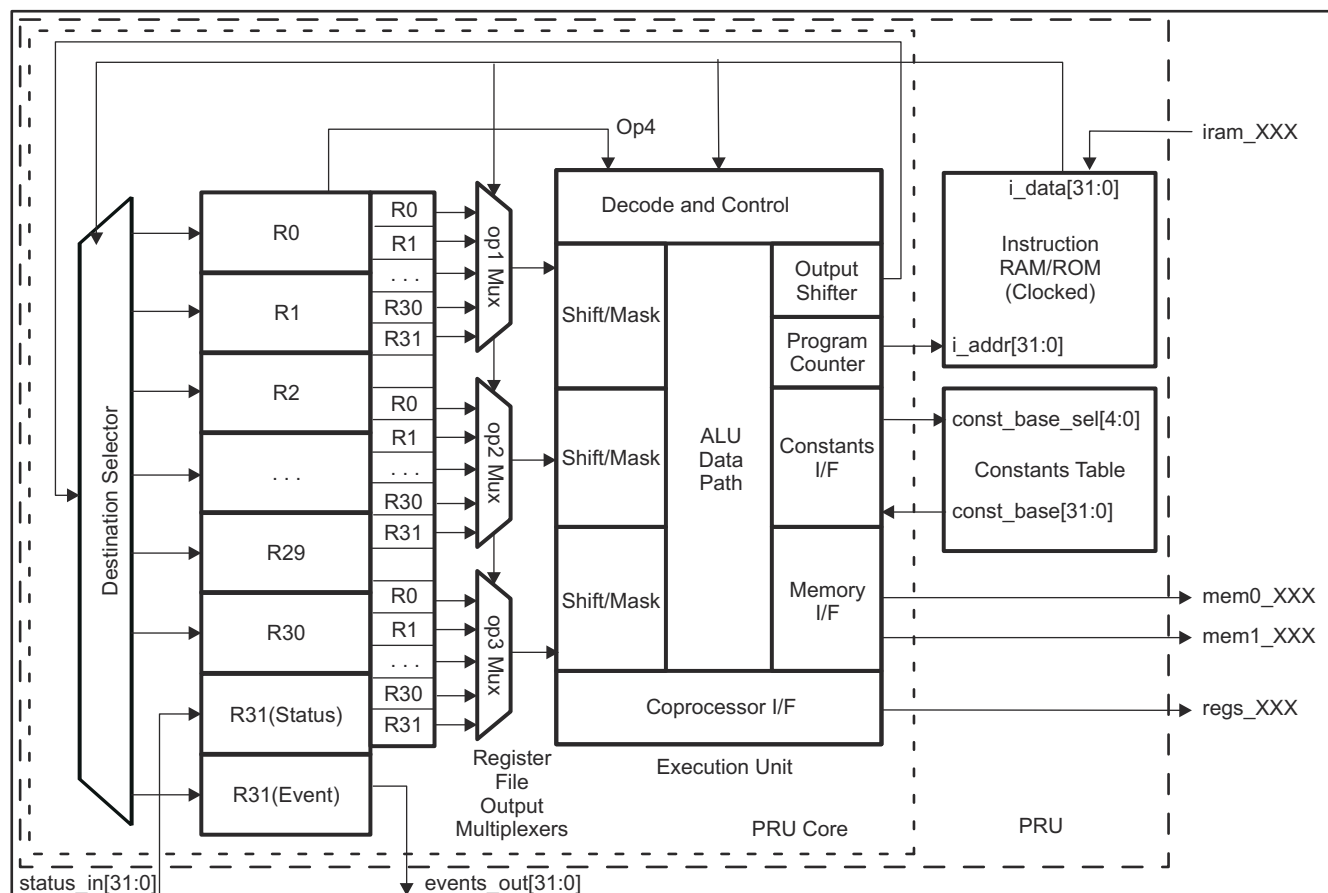 Op4
iram_XXX
i_data[31:0]
Instruction
RAM/ROM
(Clocked)
i_addr[31:0]
Destination Selector
R0
R1
R2
. . .
R29
R30
R31(Status)
R31(Event)
R0
R1
. . .
R30
R31
R0
R1
. . .
R30
R31
R0
R1
. . .
R30
R31
op1 Mux
op2 Mux
op3 Mux
Register
File
Output
Multiplexers
Decode and Control
Shift/Mask
Shift/Mask
Shift/Mask
ALU
Data
Path
Output
Shifter
Program
Counter
Constants
I/F
Memory
I/F
Coprocessor I/F
Execution Unit
const_base_sel[4:0]
Constants Table
const_base[31:0]
mem0_XXX
mem1_XXX
regs_XXX
PRU Core
PRU
status_in[31:0]
events_out[31:0]